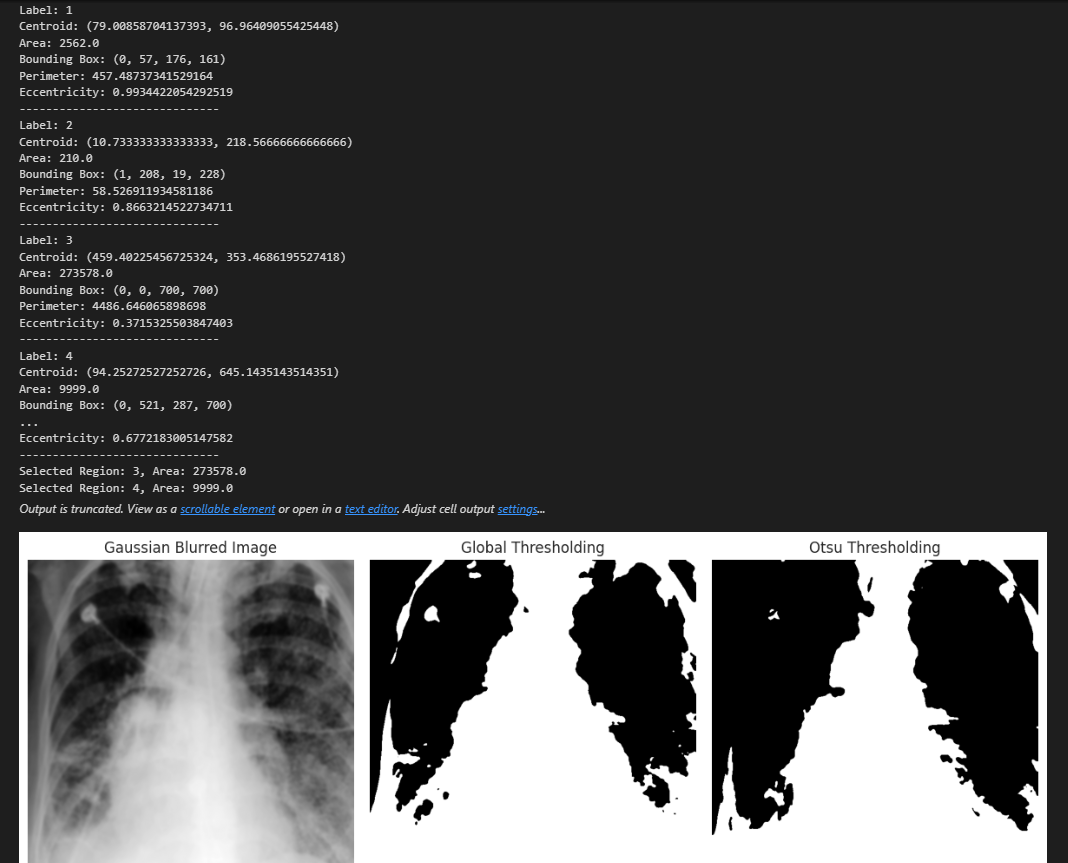 Label: 1
Centroid: (79.00858704137393, 96.96409055425448)
Area: 2562.0
Bounding Box: (0, 57, 176, 161)
Perimeter: 457.48737341529164
Eccentricity: 0.9934422054292519
------------------------------
Label: 2
Centroid: (10.733333333333333, 218.56666666666666)
Area: 210.0
Bounding Box: (1, 208, 19, 228)
Perimeter: 58.526911934581186
Eccentricity: 0.8663214522734711
------------------------------
Label: 3
Centroid: (459.40225456725324, 353.4686195527418)
Area: 273578.0
Bounding Box: (0, 0, 700, 700)
Perimeter: 4486.646065898698
Eccentricity: 0.3715325503847403
------------------------------
Label: 4
Centroid: (94.25272527252726, 645.1435143514351)
Area: 9999.0
Bounding Box: (0, 521, 287, 700)
...
Eccentricity: 0.6772183005147582
------------------------------
Selected Region: 3, Area: 273578.0
Selected Region: 4, Area: 9999.0
Output is truncated. View as a scrollable element or open in a text editor. Adjust cell output settings...
Gaussian Blurred Image
Global Thresholding
Otsu Thresholding